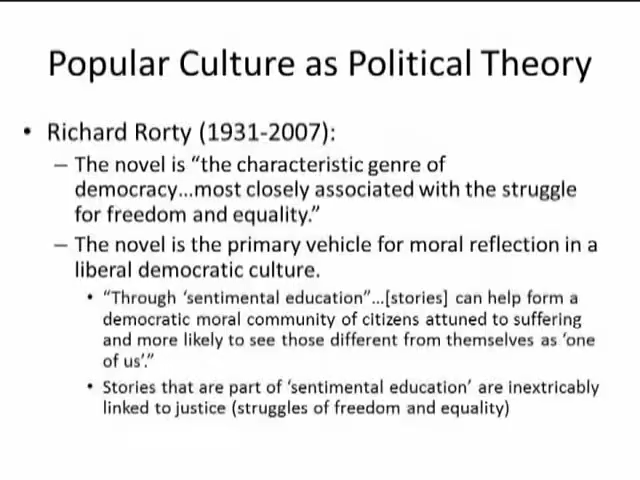 Popular Culture as Political Theory
• Richard Rorty (1931-2007):
– The novel is “the characteristic genre of
democracy…most closely associated with the struggle
for freedom and equality.”
– The novel is the primary vehicle for moral reflection in a
liberal democratic culture.
• “Through ‘sentimental education”…[stories] can help form a
democratic moral community of citizens attuned to suffering
and more likely to see those different from themselves as ‘one
of us’.”
• Stories that are part of ‘sentimental education’ are inextricably
linked to justice (struggles of freedom and equality)